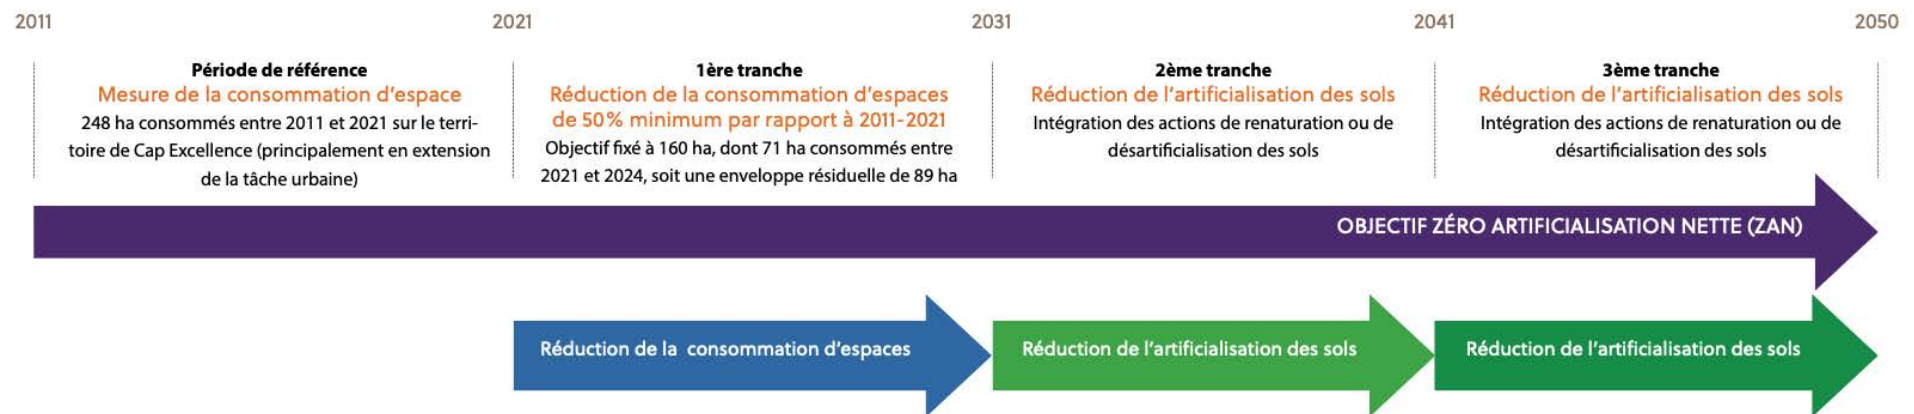 2011
2021
2031
2041
2050
Période de référence
Mesure de la consommation d'espace
248 ha consommés entre 2011 et 2021 sur le terri-
toire de Cap Excellence (principalement en extension
de la tâche urbaine)
1ère tranche
Réduction de la consommation d'espaces
de 50% minimum par rapport à 2011-2021
Objectif fixé à 160 ha, dont 71 ha consommés entre
2021 et 2024, soit une enveloppe résiduelle de 89 ha
2ème tranche
Réduction de l'artificialisation des sols
Intégration des actions de renaturation ou de
désartificialisation des sols
3ème tranche
Réduction de l'artificialisation des sols
Intégration des actions de renaturation ou de
désartificialisation des sols
OBJECTIF ZÉRO ARTIFICIALISATION NETTE (ZAN)
Réduction de la consommation d'espaces
Réduction de l'artificialisation des sols
Réduction de l'artificialisation des sols